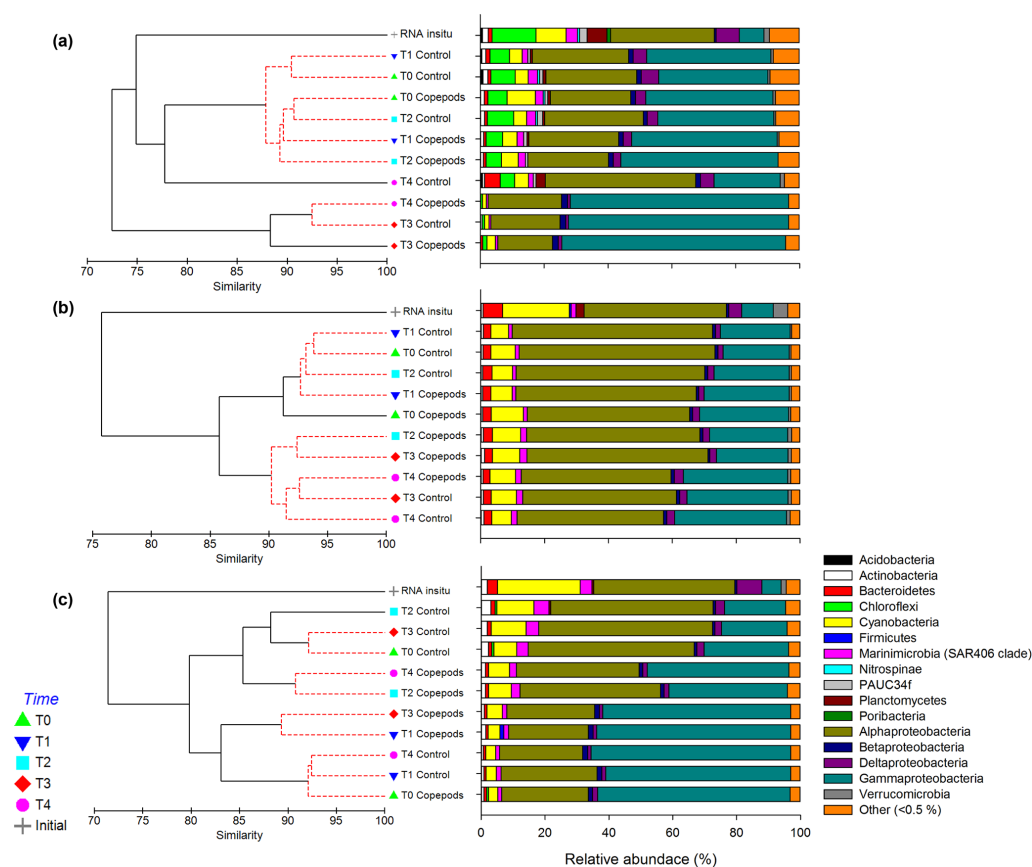 (a)
RNA insitu
T1 Control
T0 Control
T0 Copepods
T2 Control
T1 Copepods
T2 Copepods
T4 Control
T4 Copepods
T3 Control
T3 Copepods
70 75 80 85 90 95 100
Similarity
(b)
RNA insitu
T1 Control
T0 Control
T2 Control
T1 Copepods
T0 Copepods
T2 Copepods
T3 Copepods
T4 Copepods
T3 Control
T4 Control
75 80 85 90 95 100
Similarity
(c)
RNA insitu
T2 Control
T3 Control
T0 Control
T4 Copepods
T2 Copepods
T3 Copepods
T1 Copepods
T4 Control
T1 Control
T0 Copepods
70 75 80 85 90 95 100
Similarity
0 20 40 60 80 100
Relative abundace (%)
Time
T0
T1
T2
T3
T4
Initial
Acidobacteria
Actinobacteria
Bacteroidetes
Chloroflexi
Cyanobacteria
Firmicutes
Marinimicrobia (SAR406 clade)
Nitrospinae
PAUC34f
Planctomycetes
Poribacteria
Alphaproteobacteria
Betaproteobacteria
Deltaproteobacteria
Gammaproteobacteria
Verrucomicrobia
Other (<0.5 %)